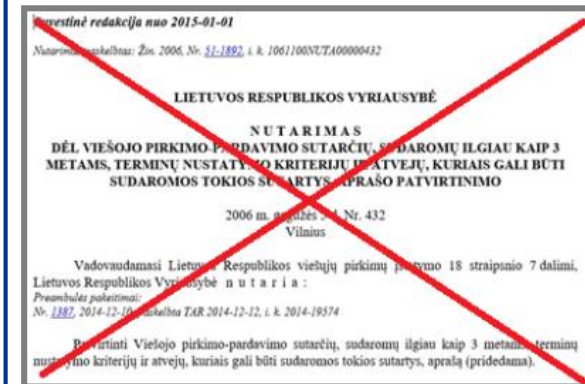 Suvestinė redakcija nuo 2015-01-01
Nutarimas paskelbtas: Žin. 2006, Nr. 51-1892, i. k. 1061100NUTA00000432
LIETUVOS RESPUBLIKOS VYRIAUSYBĖ
N U T A R I M A S
DĖL VIEŠOJO PIRKIMO-PARDAVIMO SUTARČIŲ, SUDAROMŲ ILGIAU KAIP 3
METAMS, TERMINŲ NUSTATYMO KRITERIJŲ IR ATVEJŲ, KURIAIS GALI BŪTI
SUDAROMOS TOKIOS SUTARTYS, APRAŠO PATVIRTINIMO
2006 m. gegužės Nr. 432
Vilnius
Vadovaudamasi Lietuvos Respublikos viešųjų pirkimų įstatymo 18 straipsnio 7 dalimi,
Lietuvos Respublikos Vyriausybė n u t a r i a :
Preambulės pakeitimai:
Nr. 1387, 2014-12-10, paskelbta TAR 2014-12-12, i. k. 2014-19574
Patvirtinti Viešojo pirkimo-pardavimo sutarčių, sudaromų ilgiau kaip 3 metams, terminų
nustatymo kriterijų ir atvejų, kuriais gali būti sudaromos tokios sutartys, aprašą (pridedama).